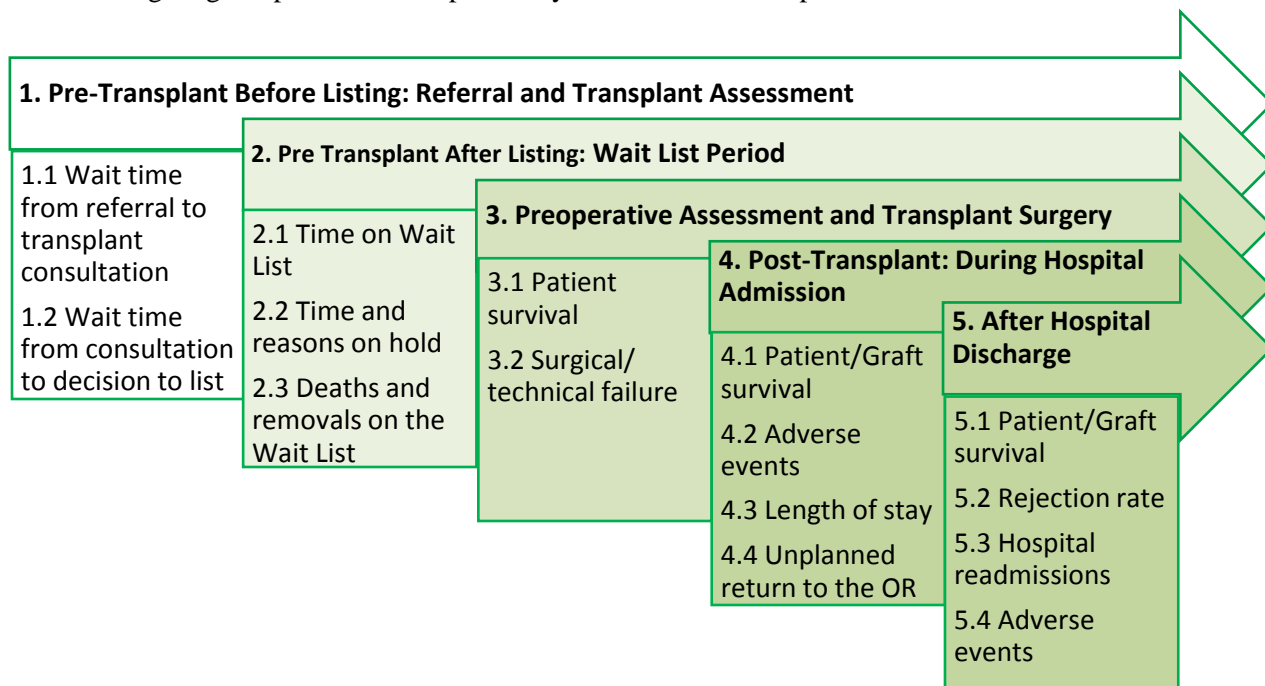 1. Pre-Transplant Before Listing: Referral and Transplant Assessment
1.1 Wait time
from referral to
transplant
consultation
1.2 Wait time
from consultation
to decision to list
2. Pre Transplant After Listing: Wait List Period
2.1 Time on Wait
List
2.2 Time and
reasons on hold
2.3 Deaths and
removals on the
Wait List
3. Preoperative Assessment and Transplant Surgery
3.1 Patient
survival
3.2 Surgical/
technical failure
4. Post-Transplant: During Hospital
Admission
4.1 Patient/Graft
survival
4.2 Adverse
events
4.3 Length of stay
4.4 Unplanned
return to the OR
5. After Hospital
Discharge
5.1 Patient/Graft
survival
5.2 Rejection rate
5.3 Hospital
readmissions
5.4 Adverse
events